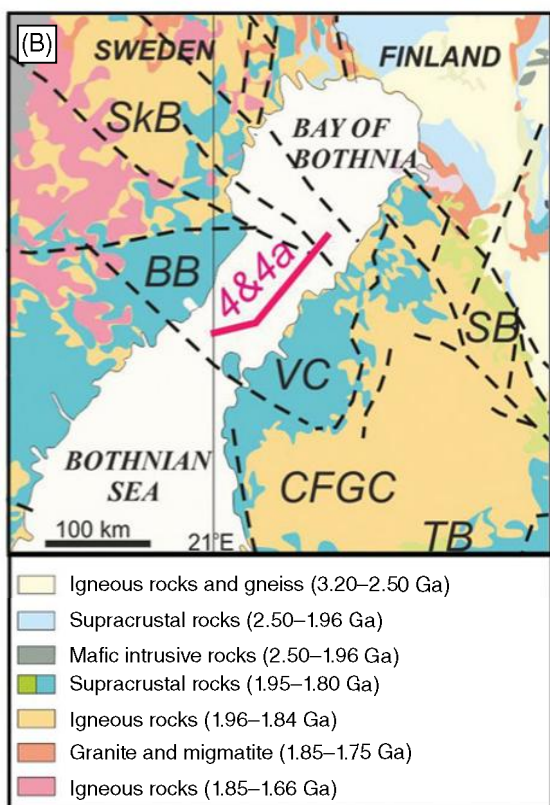 (B)
SWEDEN
FINLAND
SkB
BAY OF
BOTHNIA
BB
4&4a
SB
VC
BOTHNIAN
SEA
CFGC
100 km
21°E
TB
Igneous rocks and gneiss (3.20–2.50 Ga)
Supracrustal rocks (2.50–1.96 Ga)
Mafic intrusive rocks (2.50–1.96 Ga)
Supracrustal rocks (1.95–1.80 Ga)
Igneous rocks (1.96–1.84 Ga)
Granite and migmatite (1.85–1.75 Ga)
Igneous rocks (1.85–1.66 Ga)